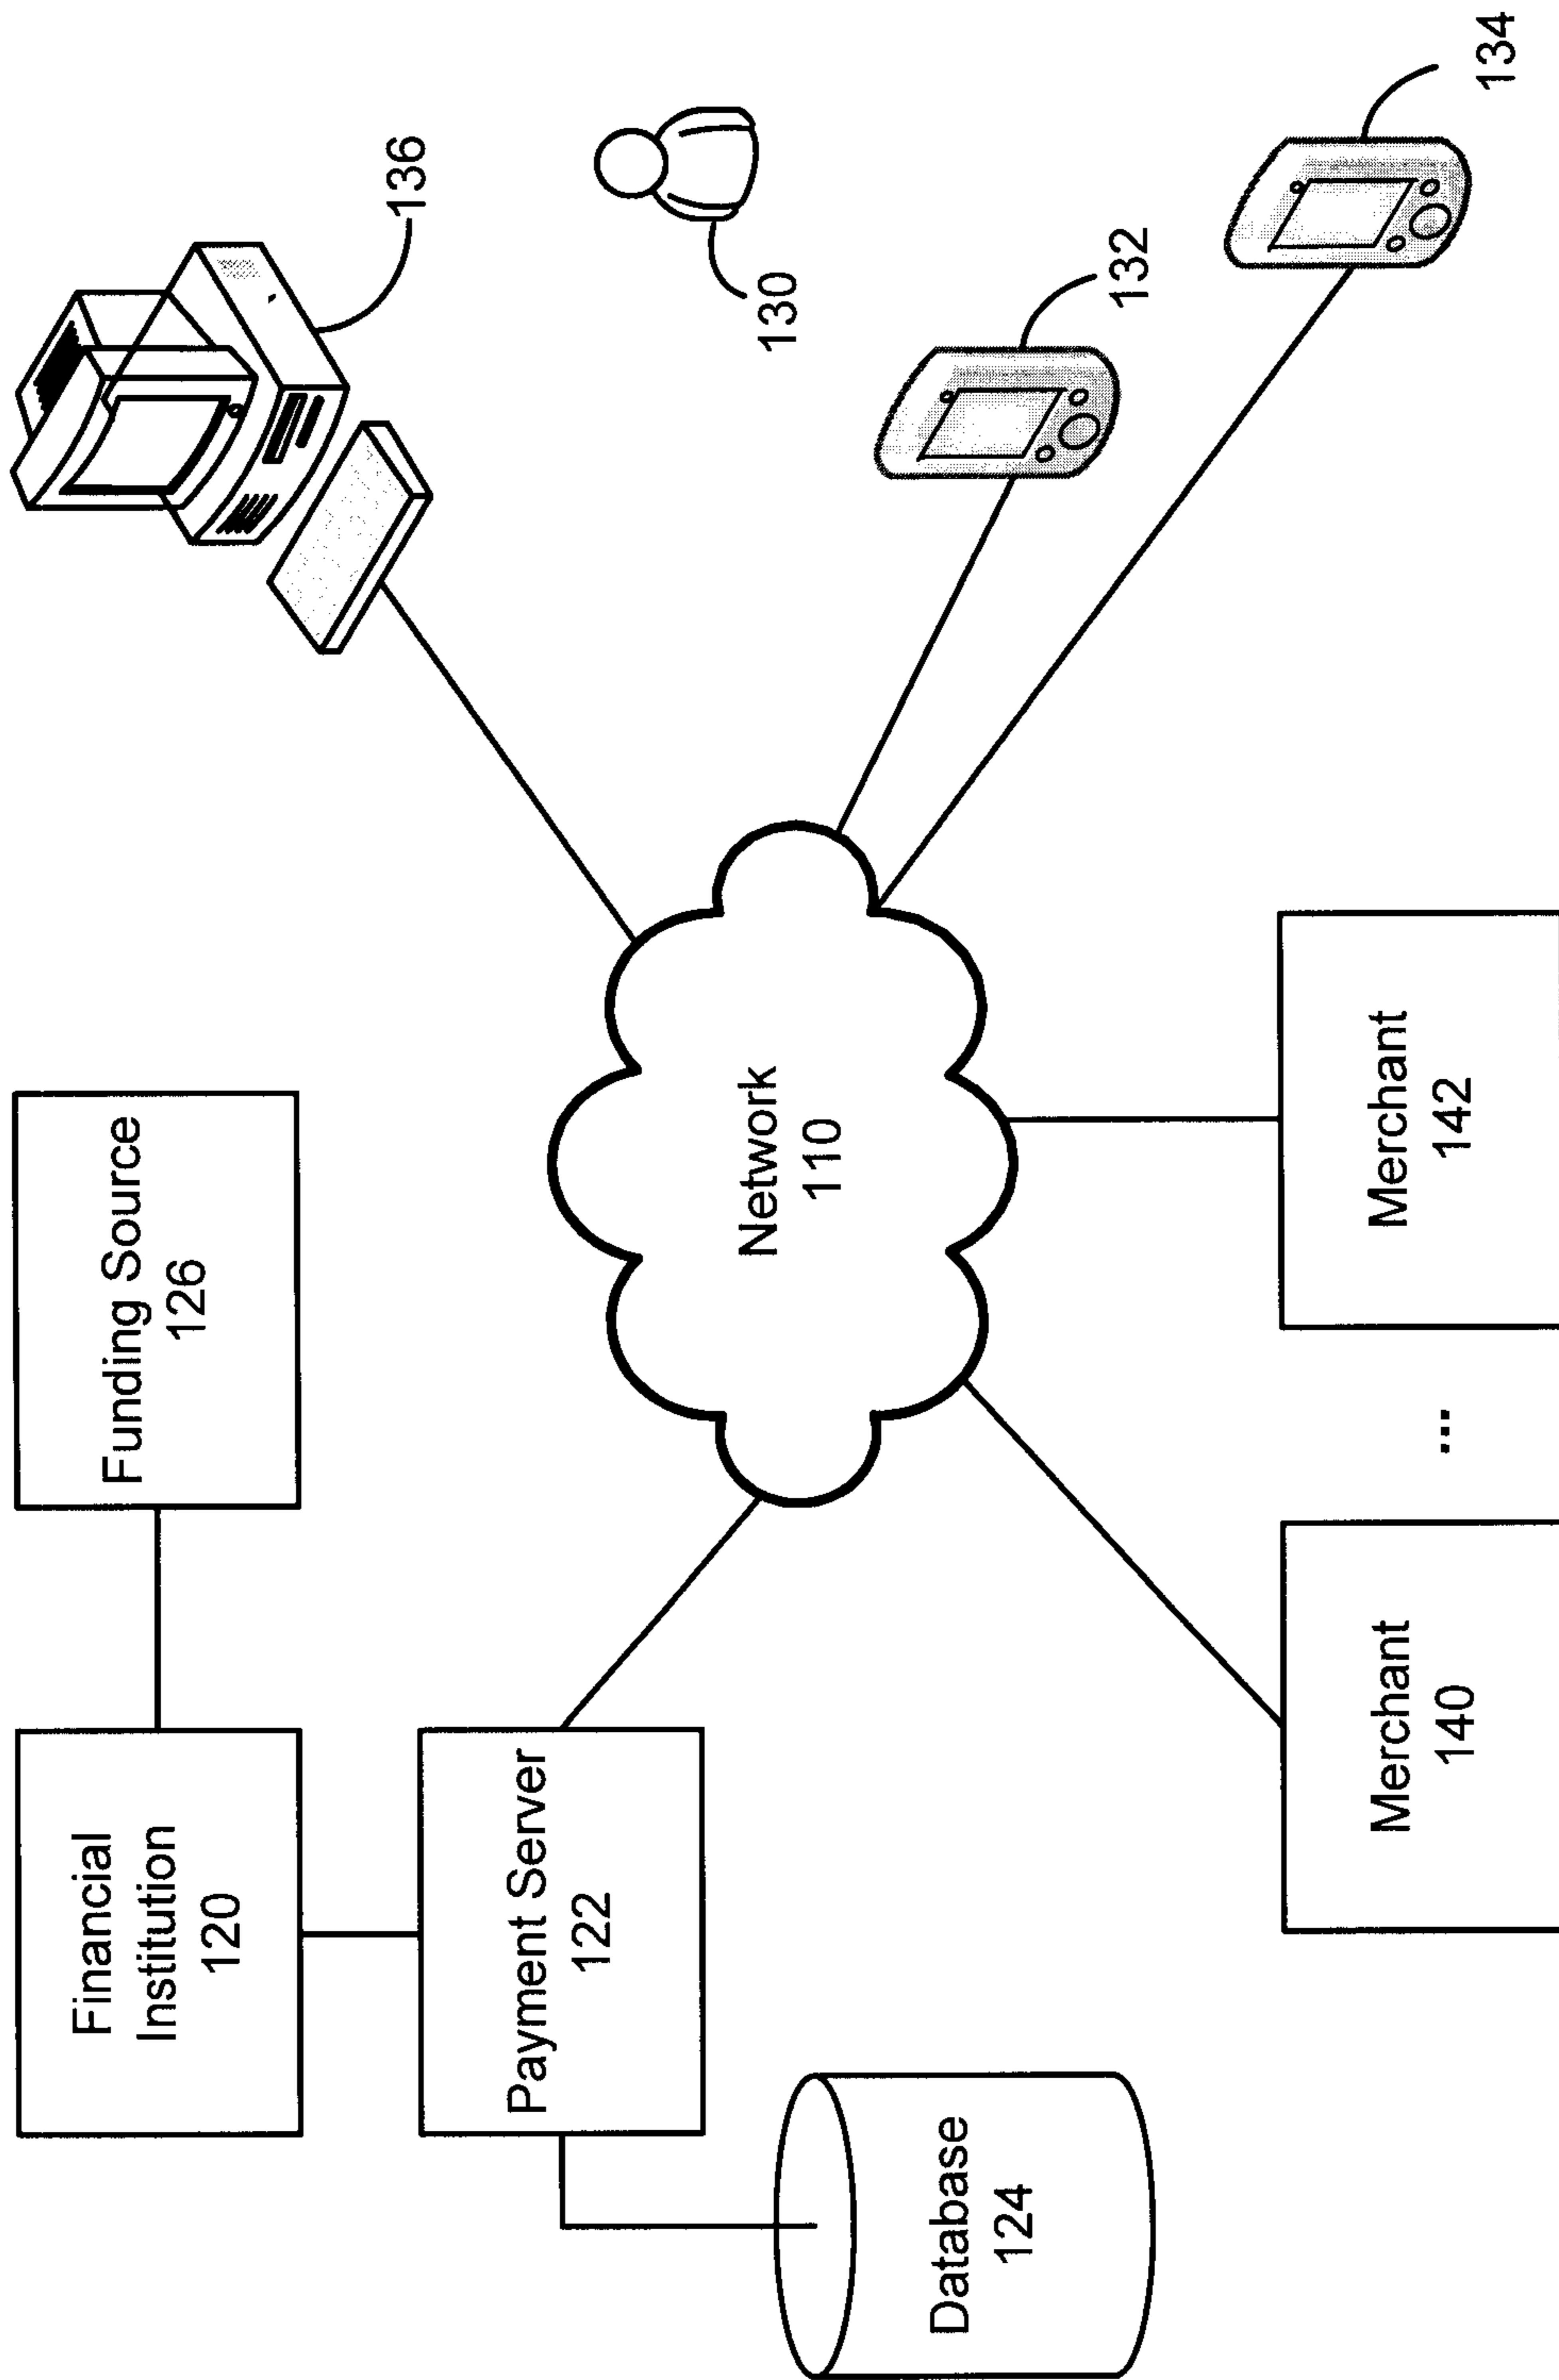 Financial
Institution
120
Funding Source
126
136
Payment Server
122
130
Network
110
Database
124
132
134
Merchant
140
...
Merchant
142